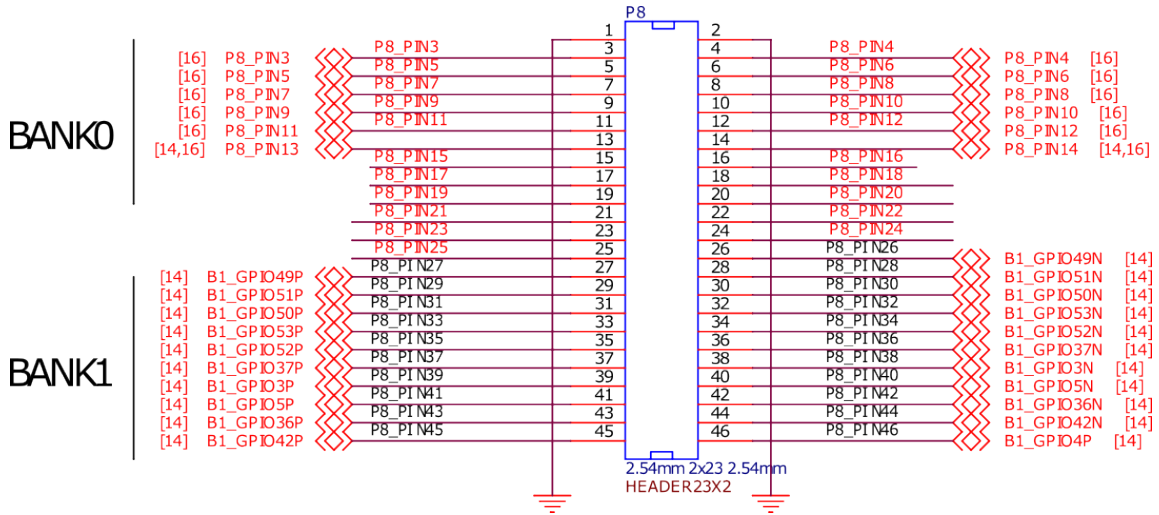 P8
1 2
P8_PIN3 3 4 P8_PIN4
[16] P8_PIN3 P8_PIN5 5 6 P8_PIN6 P8_PIN4 [16]
[16] P8_PIN5 P8_PIN7 7 8 P8_PIN8 P8_PIN6 [16]
[16] P8_PIN7 P8_PIN9 9 10 P8_PIN10 P8_PIN8 [16]
[16] P8_PIN9 P8_PIN11 11 12 P8_PIN12 P8_PIN10 [16]
BANK0
[16] P8_PIN11 13 14 P8_PIN12 [16]
[14,16] P8_PIN13 P8_PIN15 15 16 P8_PIN16 P8_PIN14 [14,16]
P8_PIN17 17 18 P8_PIN18
P8_PIN19 19 20 P8_PIN20
P8_PIN21 21 22 P8_PIN22
P8_PIN23 23 24 P8_PIN24
P8_PIN25 25 26 P8_PIN26
P8_PIN27 27 28 P8_PIN28 B1_GPIO49N [14]
[14] B1_GPIO49P P8_PIN29 29 30 P8_PIN30 B1_GPIO51N [14]
[14] B1_GPIO51P P8_PIN31 31 32 P8_PIN32 B1_GPIO50N [14]
[14] B1_GPIO50P P8_PIN33 33 34 P8_PIN34 B1_GPIO53N [14]
[14] B1_GPIO53P P8_PIN35 35 36 P8_PIN36 B1_GPIO52N [14]
[14] B1_GPIO52P P8_PIN37 37 38 P8_PIN38 B1_GPIO37N [14]
BANK1
[14] B1_GPIO37P P8_PIN39 39 40 P8_PIN40 B1_GPIO3N [14]
[14] B1_GPIO3P P8_PIN41 41 42 P8_PIN42 B1_GPIO5N [14]
[14] B1_GPIO5P P8_PIN43 43 44 P8_PIN44 B1_GPIO36N [14]
[14] B1_GPIO36P P8_PIN45 45 46 P8_PIN46 B1_GPIO42N [14]
[14] B1_GPIO42P B1_GPIO4P [14]
2.54mm 2x23 2.54mm
HEADER23X2